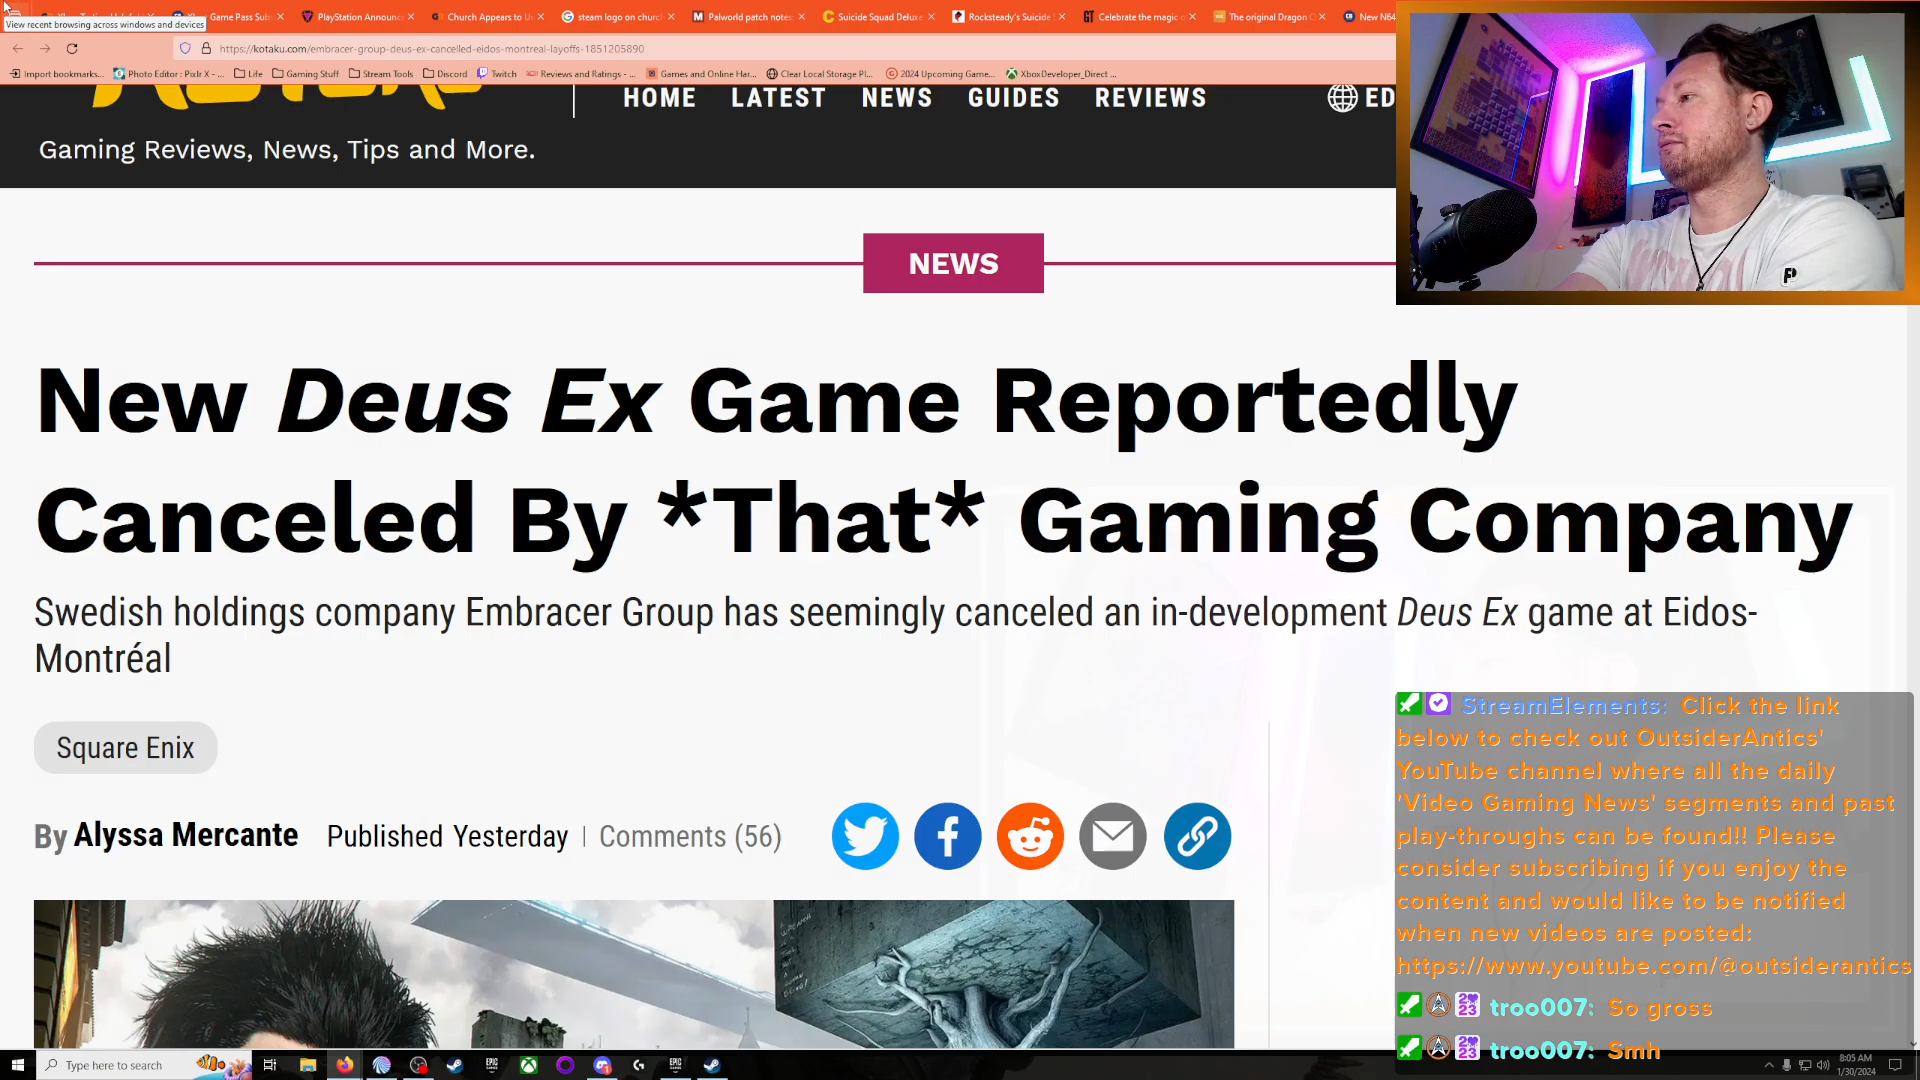 Game Pass Sub
PlayStation Announc
Church Appears to U
steam logo on church
Palworld patch notes
Suicide Squad Deluxe
Rocksteady's Suicide
Celebrate the magic o
The original Dragon
New N64
View recent browsing across windows and devices
https://kotaku.com/embracer-group-deus-ex-cancelled-eidos-montreal-layoffs-1851205890
Import bookmarks...
Photo Editor : Pixlr X - ...
Life
Gaming Stuff
Stream Tools
Discord
Twitch
Reviews and Ratings - ...
Games and Online Har...
Clear Local Storage Pl...
2024 Upcoming Game...
XboxDeveloper_Direct ...
HOME LATEST NEWS GUIDES REVIEWS
ED
Gaming Reviews, News, Tips and More.
NEWS
New Deus Ex Game Reportedly
Canceled By *That* Gaming Company
Swedish holdings company Embracer Group has seemingly canceled an in-development Deus Ex game at Eidos-
Montréal
Square Enix
By Alyssa Mercante Published Yesterday | Comments (56)
StreamElements: Click the link
below to check out OutsiderAntics'
YouTube channel where all the daily
'Video Gaming News' segments and past
play-throughs can be found!! Please
consider subscribing if you enjoy the
content and would like to be notified
when new videos are posted:
https://www.youtube.com/@outsiderantics
troo007: So gross
troo007: Smh
Type here to search
8:05 AM
1/30/2024